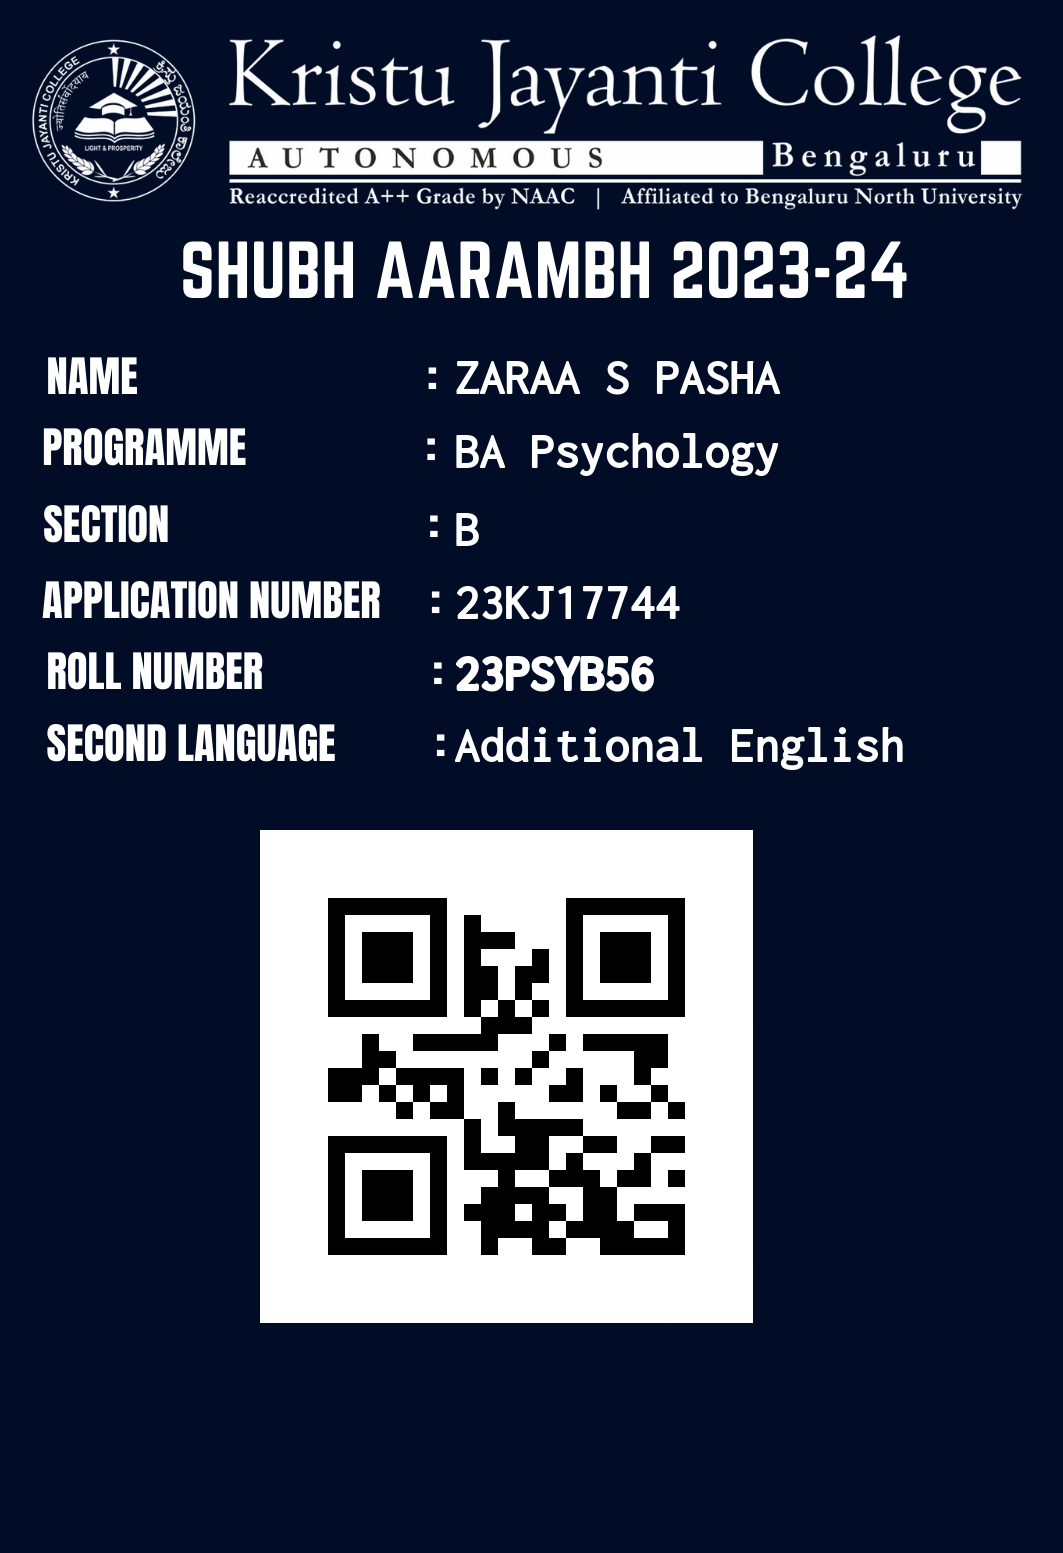 KRISTU JAYANTI COLLEGE
ಕ್ರಿಸ್ತು ಜಯಂತಿ ಕಾಲೇಜು
LIGHT & PROSPERITY
Kristu Jayanti College
AUTONOMOUS Bengaluru
Reaccredited A++ Grade by NAAC | Affiliated to Bengaluru North University
SHUBH AARAMBH 2023-24
NAME : ZARAA S PASHA
PROGRAMME : BA Psychology
SECTION : B
APPLICATION NUMBER : 23KJ17744
ROLL NUMBER : 23PSYB56
SECOND LANGUAGE : Additional English